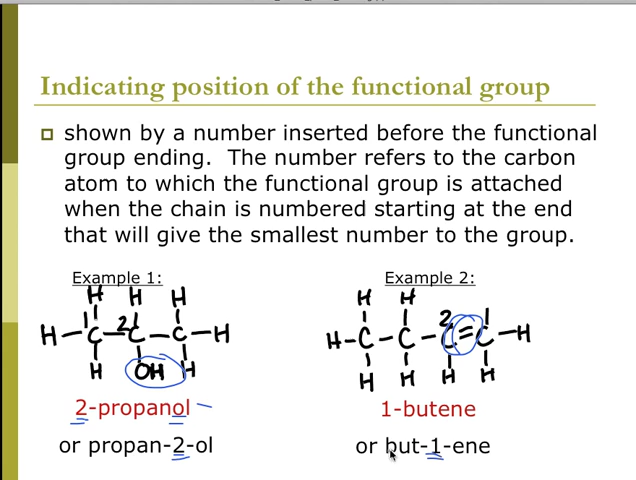 Indicating position of the functional group
shown by a number inserted before the functional
group ending. The number refers to the carbon
atom to which the functional group is attached
when the chain is numbered starting at the end
that will give the smallest number to the group.
Example 1:
H H H
H-C-2C-C-H
H OH H
2-propanol
or propan-2-ol
Example 2:
H H 2 1
H-C-C-C=C-H
H H H H
1-butene
or but-1-ene